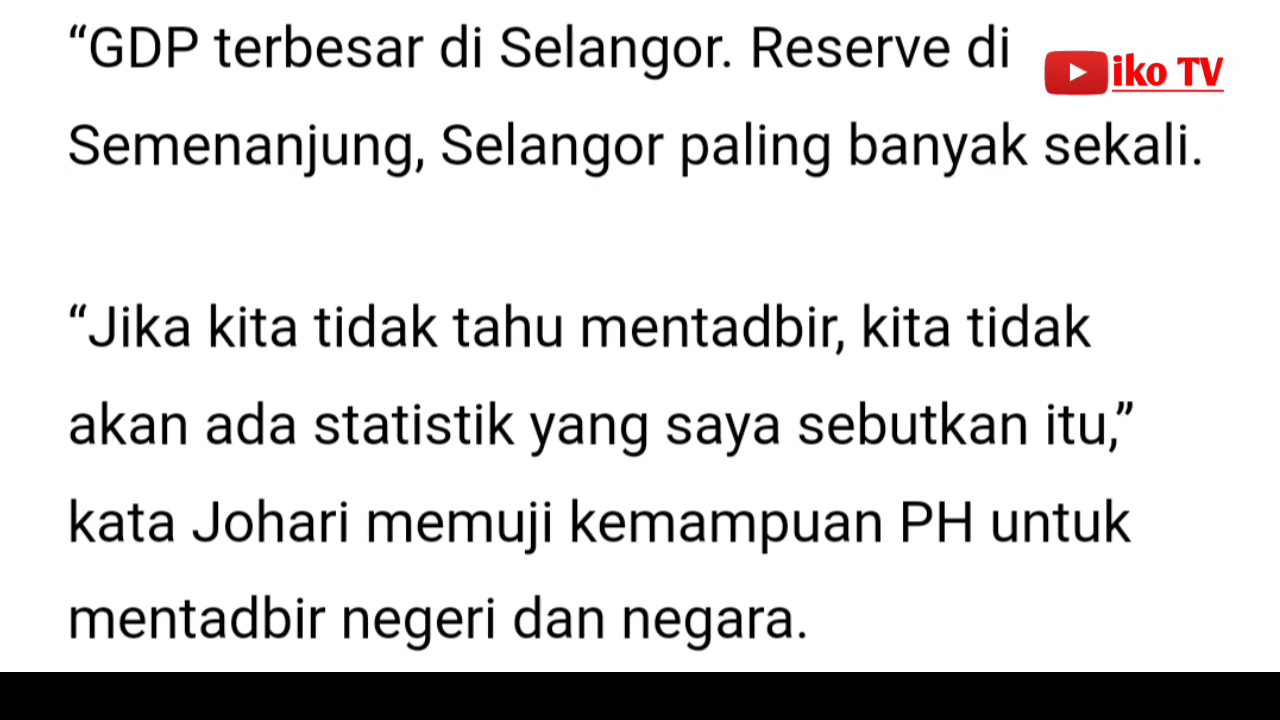 “GDP terbesar di Selangor. Reserve di
iko TV
Semenanjung, Selangor paling banyak sekali.
“Jika kita tidak tahu mentadbir, kita tidak
akan ada statistik yang saya sebutkan itu,”
kata Johari memuji kemampuan PH untuk
mentadbir negeri dan negara.